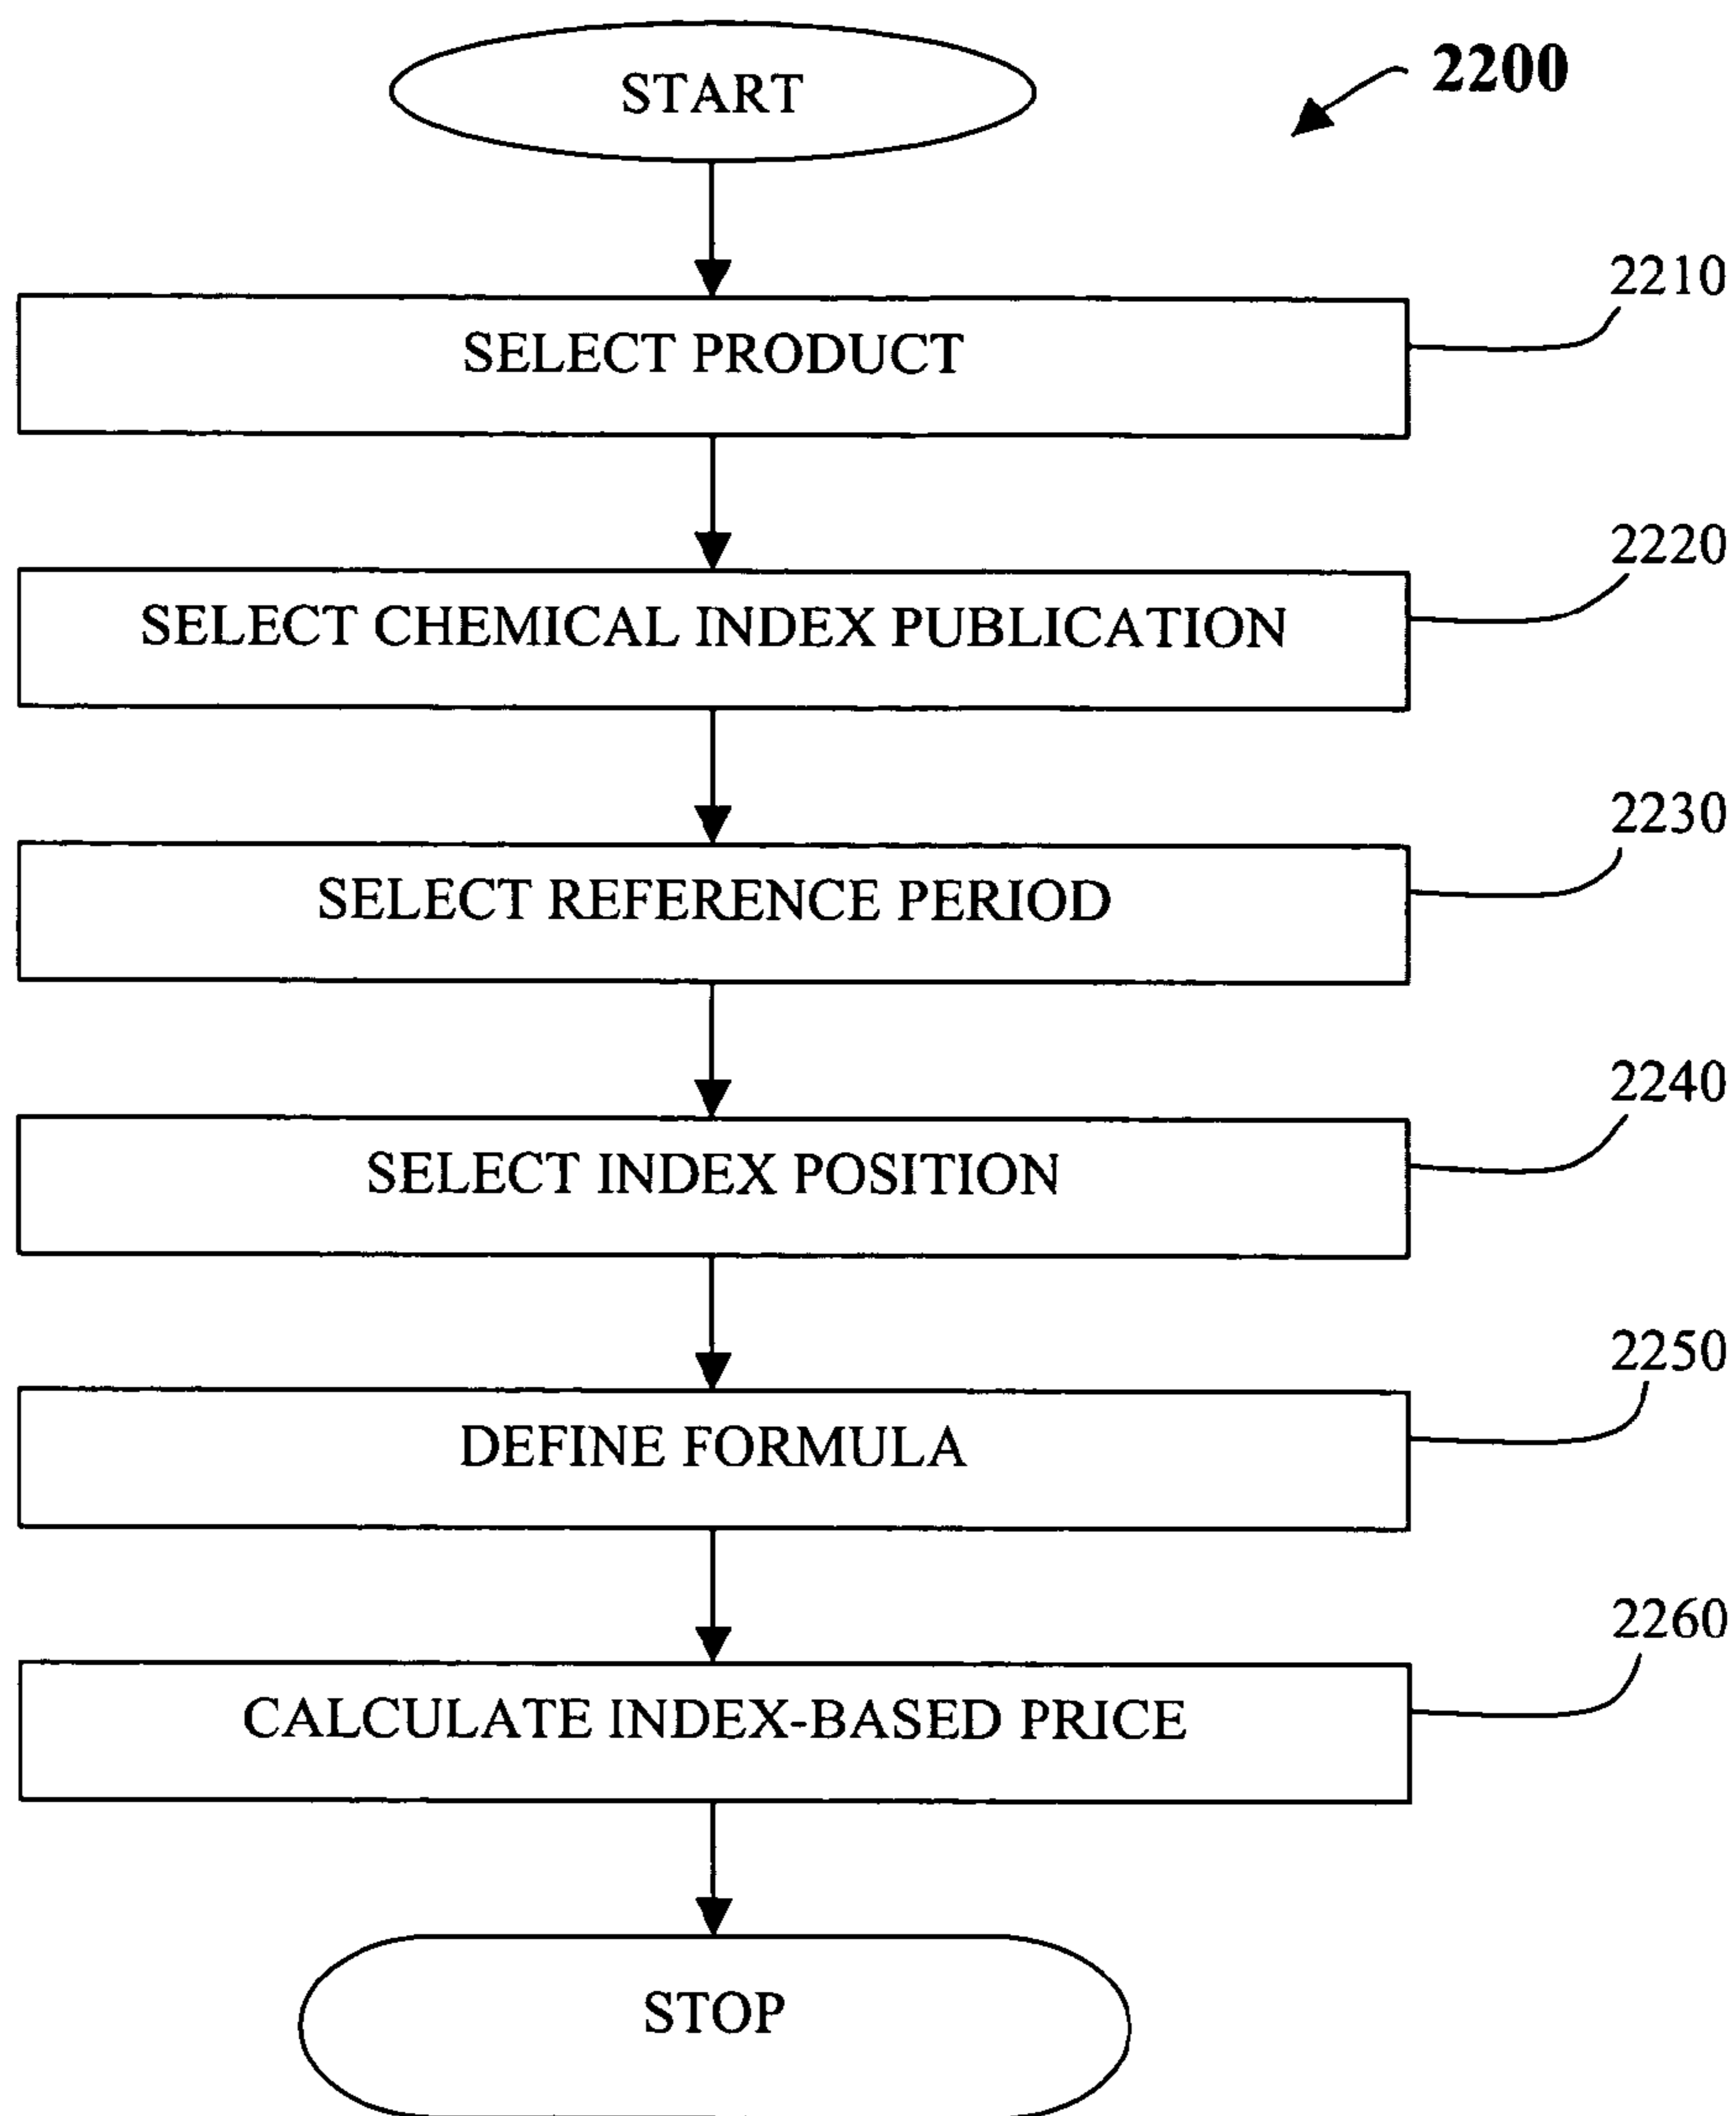 START
2200
2210
SELECT PRODUCT
2220
SELECT CHEMICAL INDEX PUBLICATION
2230
SELECT REFERENCE PERIOD
2240
SELECT INDEX POSITION
2250
DEFINE FORMULA
2260
CALCULATE INDEX-BASED PRICE
STOP